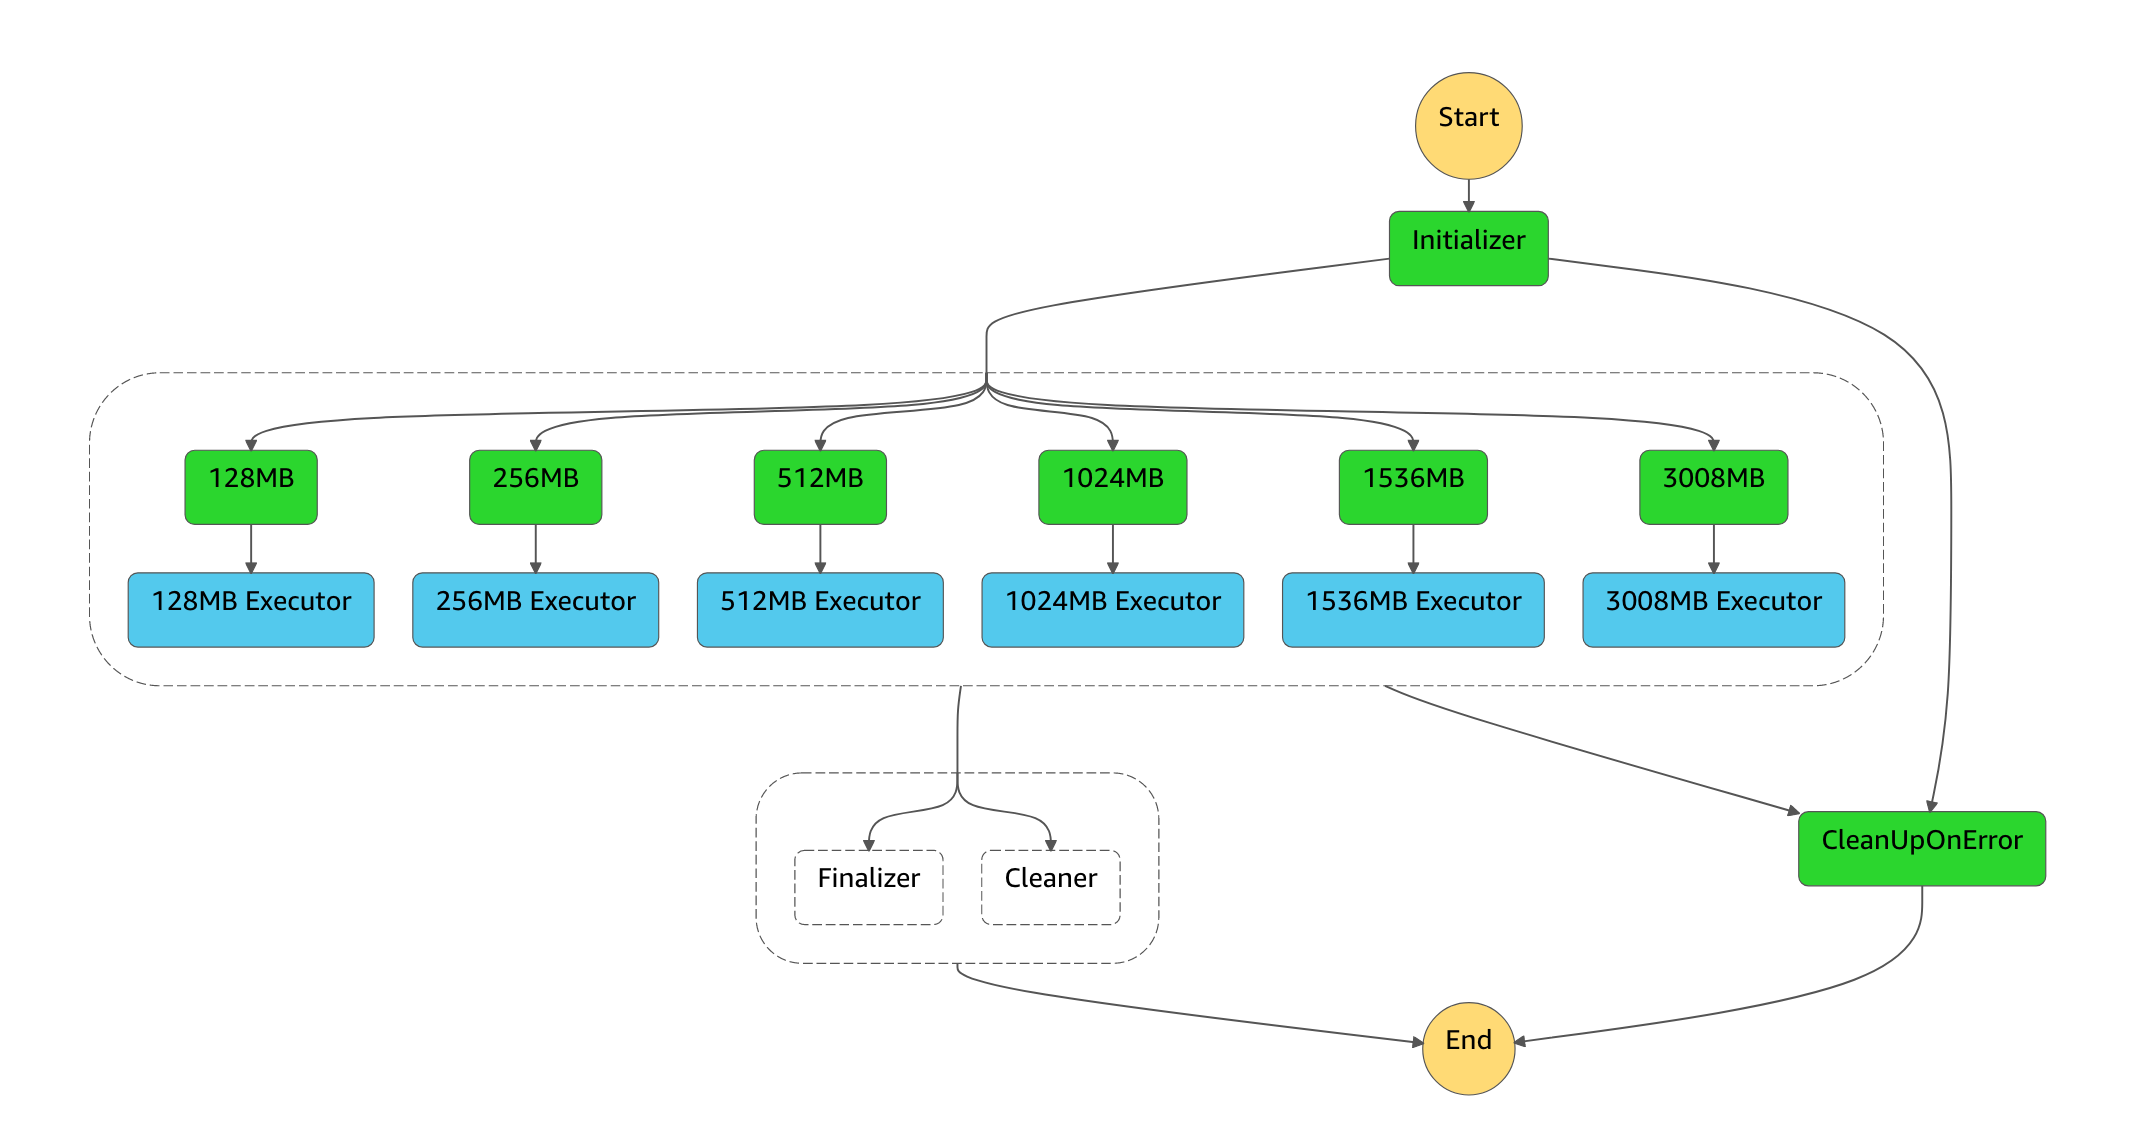 Start
Initializer
128MB
256MB
512MB
1024MB
1536MB
3008MB
128MB Executor
256MB Executor
512MB Executor
1024MB Executor
1536MB Executor
3008MB Executor
CleanUpOnError
Finalizer
Cleaner
End